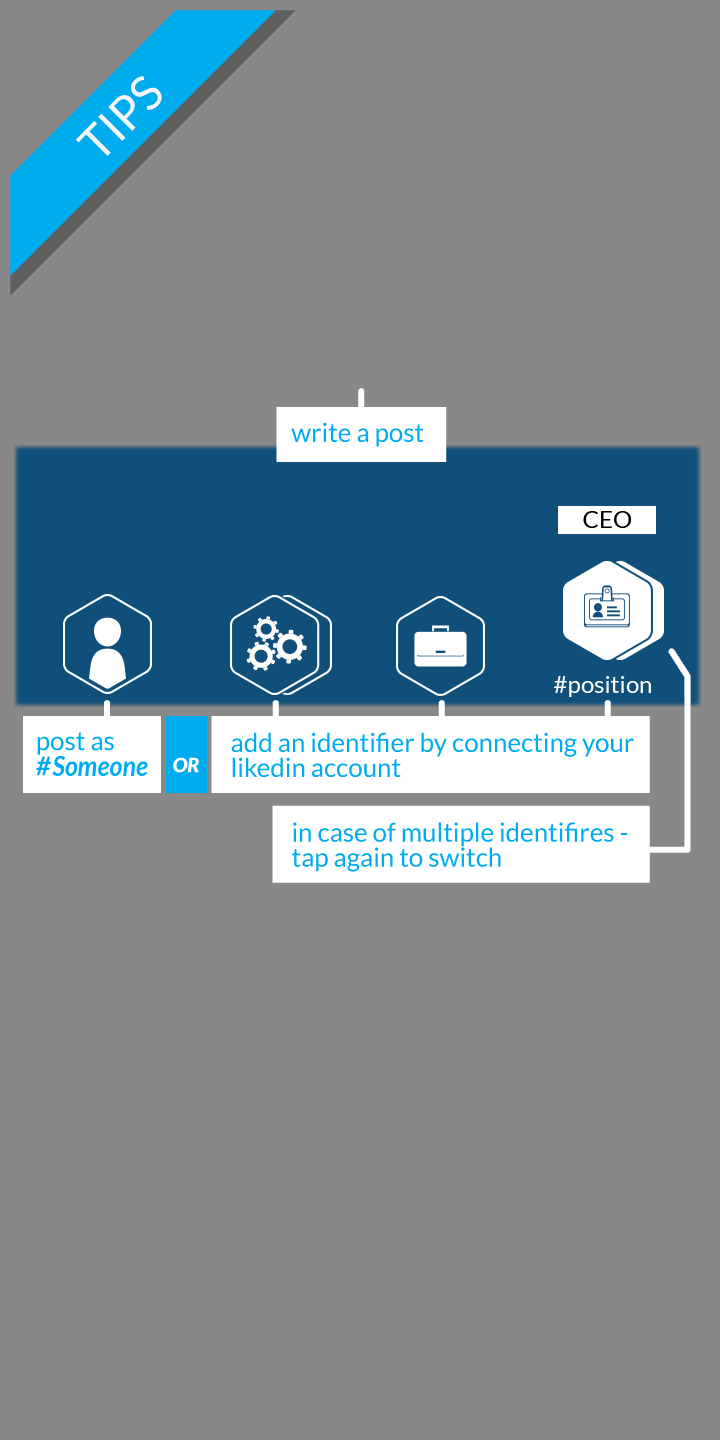 TIPS
write a post
CEO
#position
post as
#Someone
OR
add an identifier by connecting your
likedin account
in case of multiple identifires -
tap again to switch